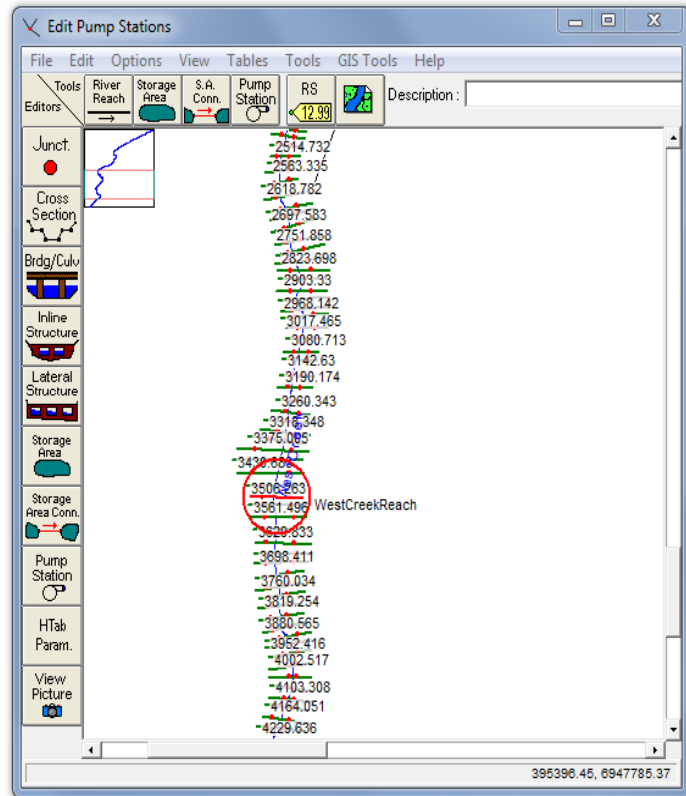 Edit Pump Stations
File Edit Options View Tables Tools GIS Tools Help
Tools
Editors
River
Reach
Storage
Area
S.A.
Conn.
Pump
Station
RS
12.99
Description :
Junct.
Cross
Section
Brdg/Culv
Inline
Structure
Lateral
Structure
Storage
Area
Storage
Area Conn.
Pump
Station
HTab
Param.
View
Picture
2514.732
2563.335
2618.782
2697.583
2751.858
2823.698
2903.33
2968.142
3017.465
3080.713
3142.63
3190.174
3260.343
3318.348
3506.263
3561.496
WestCreekReach
3698.411
3760.034
3819.254
3880.565
3952.416
4002.517
4103.308
4164.051
4229.636
395396.45, 6947785.37